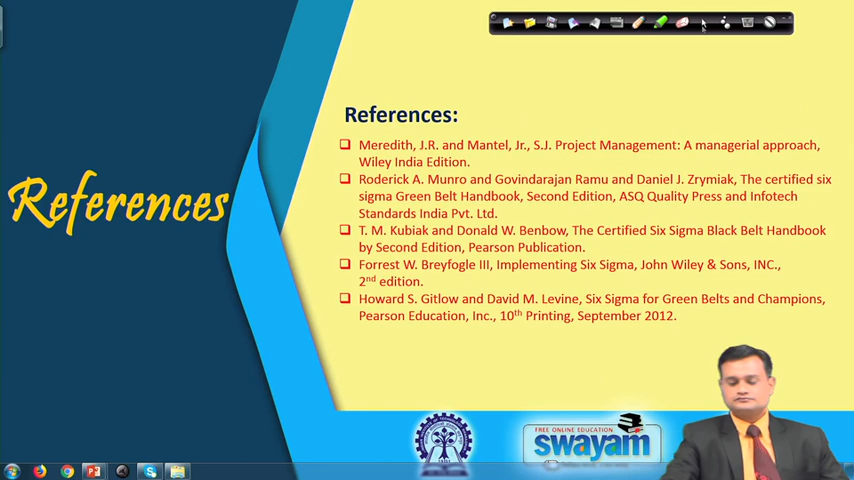 References
References:
Meredith, J.R. and Mantel, Jr., S.J. Project Management: A managerial approach,
Wiley India Edition.
Roderick A. Munro and Govindarajan Ramu and Daniel J. Zrymiak, The certified six
sigma Green Belt Handbook, Second Edition, ASQ Quality Press and Infotech
Standards India Pvt. Ltd.
T. M. Kubiak and Donald W. Benbow, The Certified Six Sigma Black Belt Handbook
by Second Edition, Pearson Publication.
Forrest W. Breyfogle III, Implementing Six Sigma, John Wiley & Sons, INC.,
2nd edition.
Howard S. Gitlow and David M. Levine, Six Sigma for Green Belts and Champions,
Pearson Education, Inc., 10th Printing, September 2012.
FREE ONLINE EDUCATION
swayam